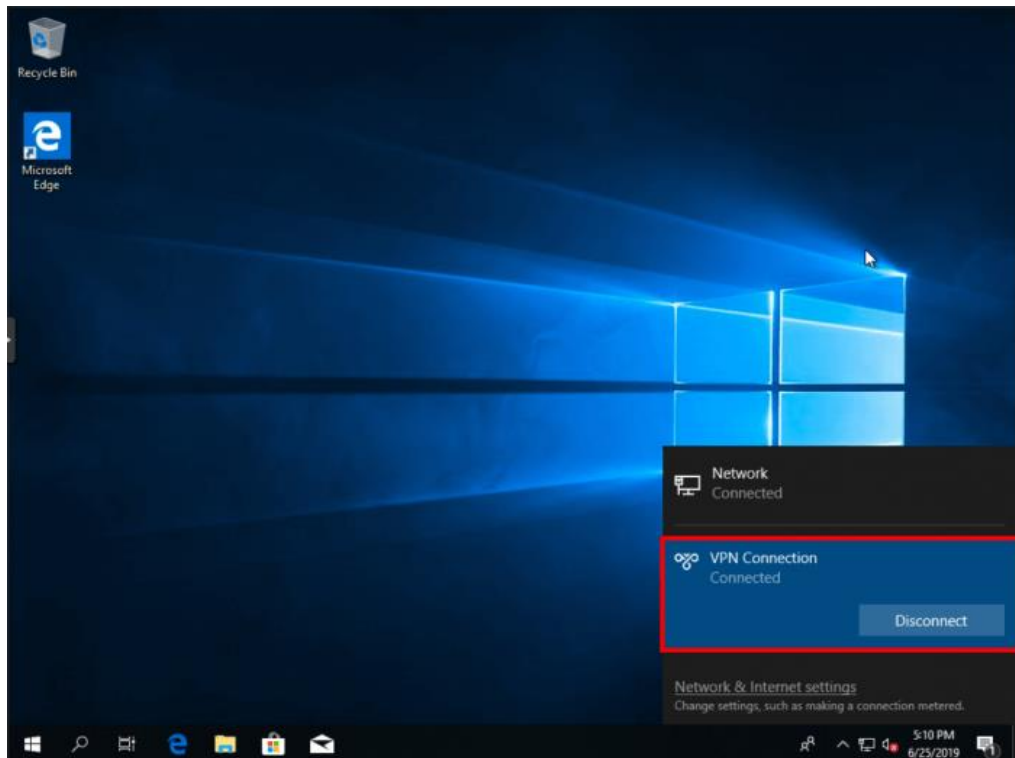 Recycle Bin
Microsoft
Edge
Network
Connected
VPN Connection
Connected
Disconnect
Network & Internet settings
Change settings, such as making a connection metered.
5:10 PM
6/25/2019
1